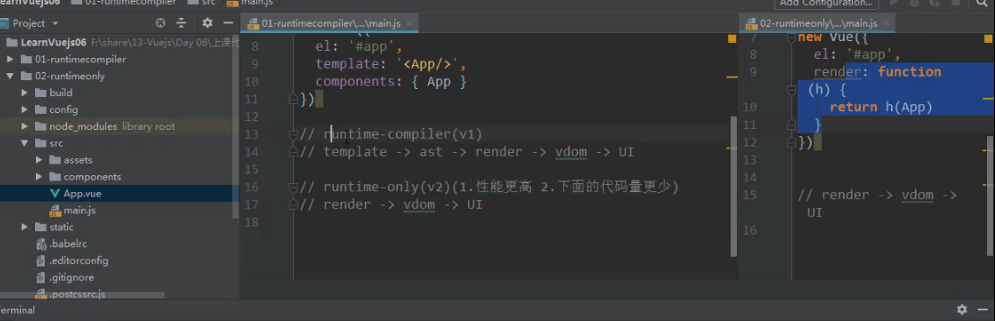 LearnVuejs06
01-runtimecompiler
src
main.js
Add Configuration...
Project
LearnVuejs06 F:\share\13-Vuejs\Day 06\上课代
01-runtimecompiler
02-runtimeonly
build
config
node_modules library root
src
assets
components
App.vue
main.js
static
.babelrc
.editorconfig
.gitignore
.postcssrc.js
Terminal
01-runtimecompiler\...\main.js
8 el: '#app',
9 template: '<App/>',
10 components: { App }
11 })
12
13 // runtime-compiler(v1)
14 // template -> ast -> render -> vdom -> UI
15
16 // runtime-only(v2)(1.性能更高 2.下面的代码量更少)
17 // render -> vdom -> UI
18
02-runtimeonly\...\main.js
7 new Vue({
8 el: '#app',
9 render: function
(h) {
10 return h(App)
11 }
12 })
13
14
15 // render -> vdom ->
UI
16